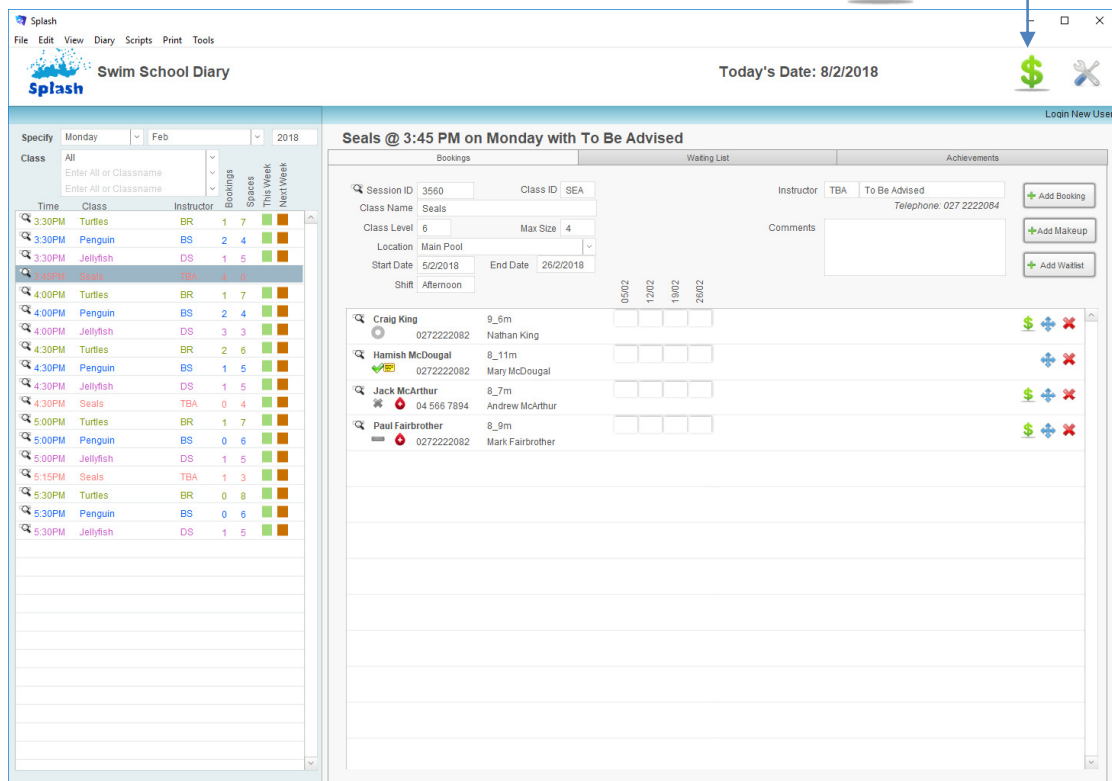 Splash
File Edit View Diary Scripts Print Tools
Splash
Swim School Diary
Today's Date: 8/2/2018
Login New User
Specify Monday Feb 2018
Class All
Enter All or Classname
Enter All or Classname
Time Class Instructor Bookings Spaces This Week Next Week
3:30PM Turtles BR 1 7
3:30PM Penguin BS 2 4
3:30PM Jellyfish DS 1 5
3:45PM Seals TBA 4 0
4:00PM Turtles BR 1 7
4:00PM Penguin BS 2 4
4:00PM Jellyfish DS 3 3
4:30PM Turtles BR 2 6
4:30PM Penguin BS 1 5
4:30PM Jellyfish DS 1 5
4:30PM Seals TBA 0 4
5:00PM Turtles BR 1 7
5:00PM Penguin BS 0 6
5:00PM Jellyfish DS 1 5
5:15PM Seals TBA 1 3
5:30PM Turtles BR 0 8
5:30PM Penguin BS 0 6
5:30PM Jellyfish DS 1 5
Seals @ 3:45 PM on Monday with To Be Advised
Bookings Waiting List Achievements
Session ID 3560 Class ID SEA Instructor TBA To Be Advised
Telephone: 027 2222084
Class Name Seals
Class Level 6 Max Size 4 Comments
Location Main Pool
Start Date 5/2/2018 End Date 26/2/2018
Shift Afternoon
Add Booking
Add Makeup
Add Waitlist
05/02 12/02 19/02 26/02
Craig King 9_6m
0272222082 Nathan King
Hamish McDougal 8_11m
0272222082 Mary McDougal
Jack McArthur 8_7m
04 566 7894 Andrew McArthur
Paul Fairbrother 8_9m
0272222082 Mark Fairbrother